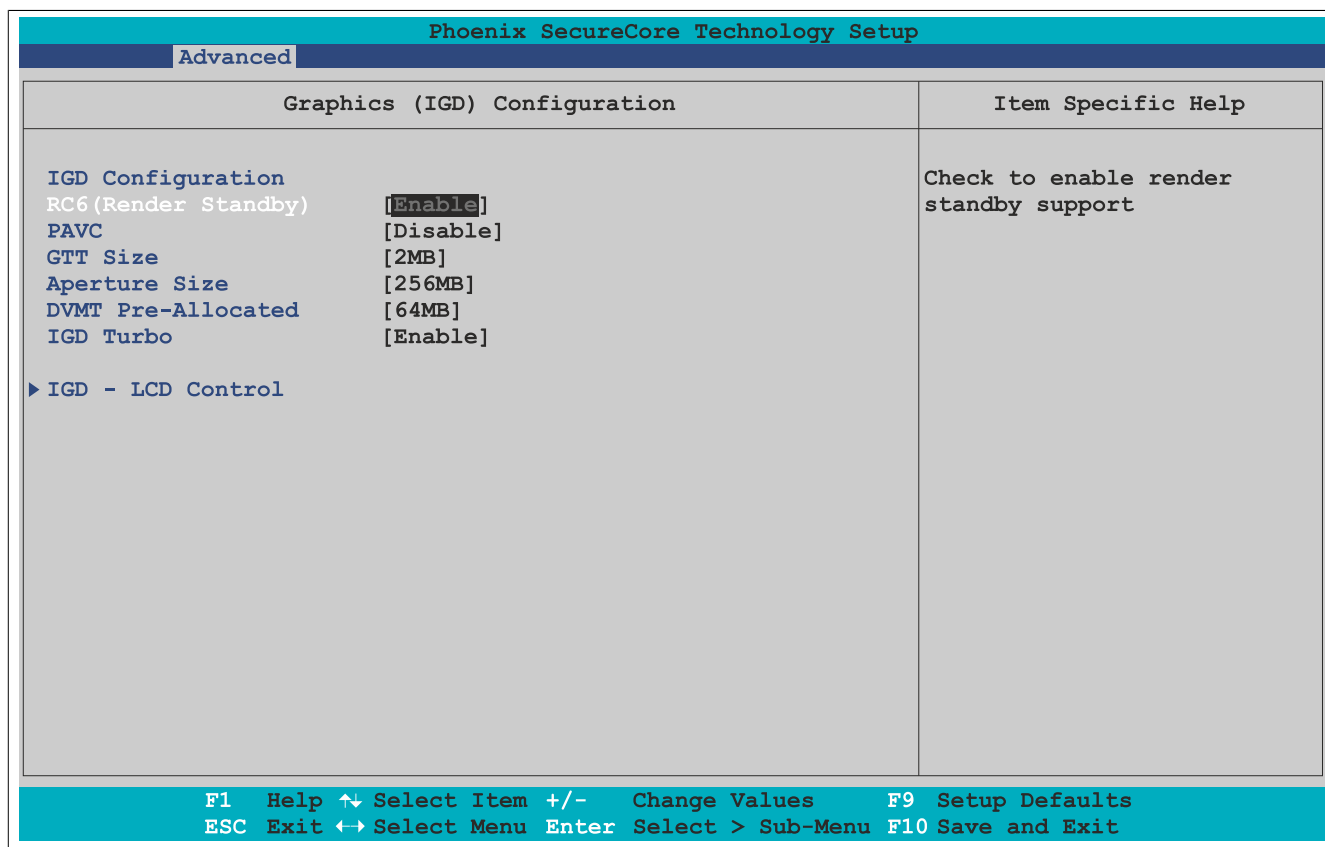 Phoenix SecureCore Technology Setup
Advanced
Graphics (IGD) Configuration
Item Specific Help
IGD Configuration
RC6(Render Standby) [Enable]
PAVC [Disable]
GTT Size [2MB]
Aperture Size [256MB]
DVMT Pre-Allocated [64MB]
IGD Turbo [Enable]
IGD - LCD Control
Check to enable render
standby support
F1 Help ↑↓ Select Item +/- Change Values F9 Setup Defaults
ESC Exit ←→ Select Menu Enter Select > Sub-Menu F10 Save and Exit